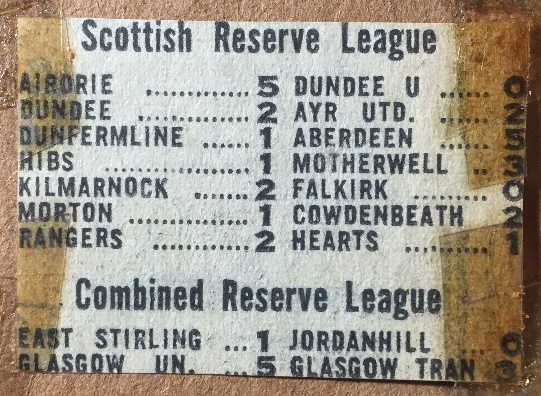 Scottish Reserve League
AIRDRIE ............ 5 DUNDEE U ...... 0
DUNDEE ............ 2 AYR UTD. ...... 2
DUNFERMLINE ...... 1 ABERDEEN ...... 5
HIBS ................ 1 MOTHERWELL .. 3
KILMARNOCK ....... 2 FALKIRK ......... 0
MORTON ............ 1 COWDENBEATH 2
RANGERS ............ 2 HEARTS .......... 1
Combined Reserve League
EAST STIRLING ... 1 JORDANHILL ... 0
GLASGOW UN. ... 5 GLASGOW TRAN 3